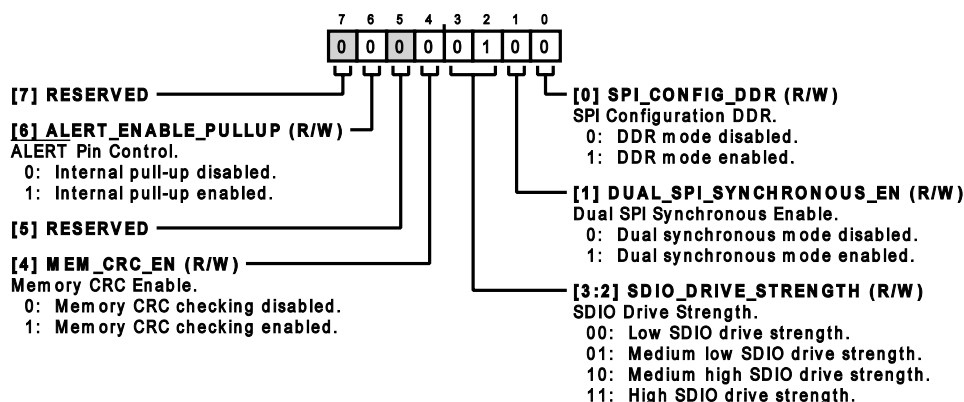 7 6 5 4 3 2 1 0
0 0 0 0 0 1 0 0
[7] RESERVED
[6] ALERT_ENABLE_PULLUP (R/W)
ALERT Pin Control.
0: Internal pull-up disabled.
1: Internal pull-up enabled.
[5] RESERVED
[4] MEM_CRC_EN (R/W)
Memory CRC Enable.
0: Memory CRC checking disabled.
1: Memory CRC checking enabled.
[0] SPI_CONFIG_DDR (R/W)
SPI Configuration DDR.
0: DDR mode disabled.
1: DDR mode enabled.
[1] DUAL_SPI_SYNCHRONOUS_EN (R/W)
Dual SPI Synchronous Enable.
0: Dual synchronous mode disabled.
1: Dual synchronous mode enabled.
[3:2] SDIO_DRIVE_STRENGTH (R/W)
SDIO Drive Strength.
00: Low SDIO drive strength.
01: Medium low SDIO drive strength.
10: Medium high SDIO drive strength.
11: High SDIO drive strength.